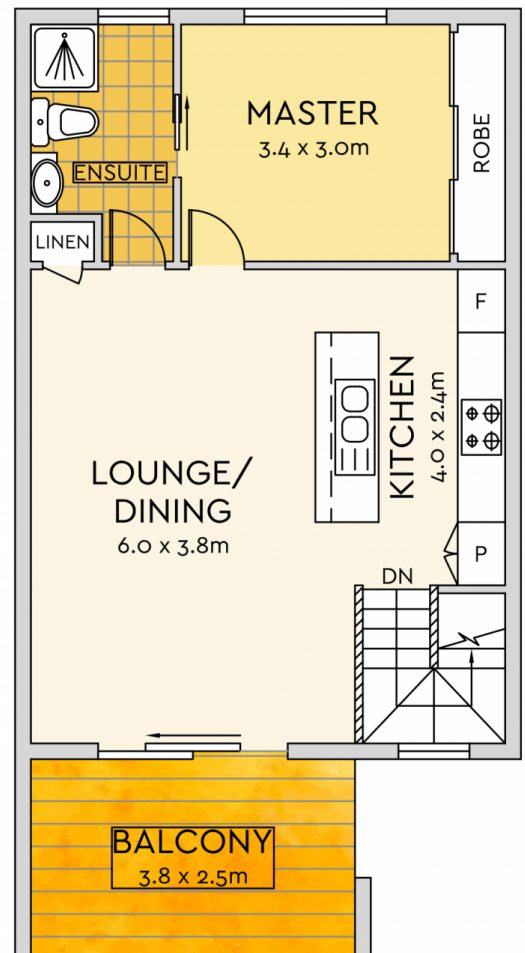 MASTER
3.4 x 3.0m
ROBE
ENSUITE
LINEN
F
KITCHEN
4.0 x 2.4m
LOUNGE/
DINING
6.0 x 3.8m
P
DN
BALCONY
3.8 x 2.5m